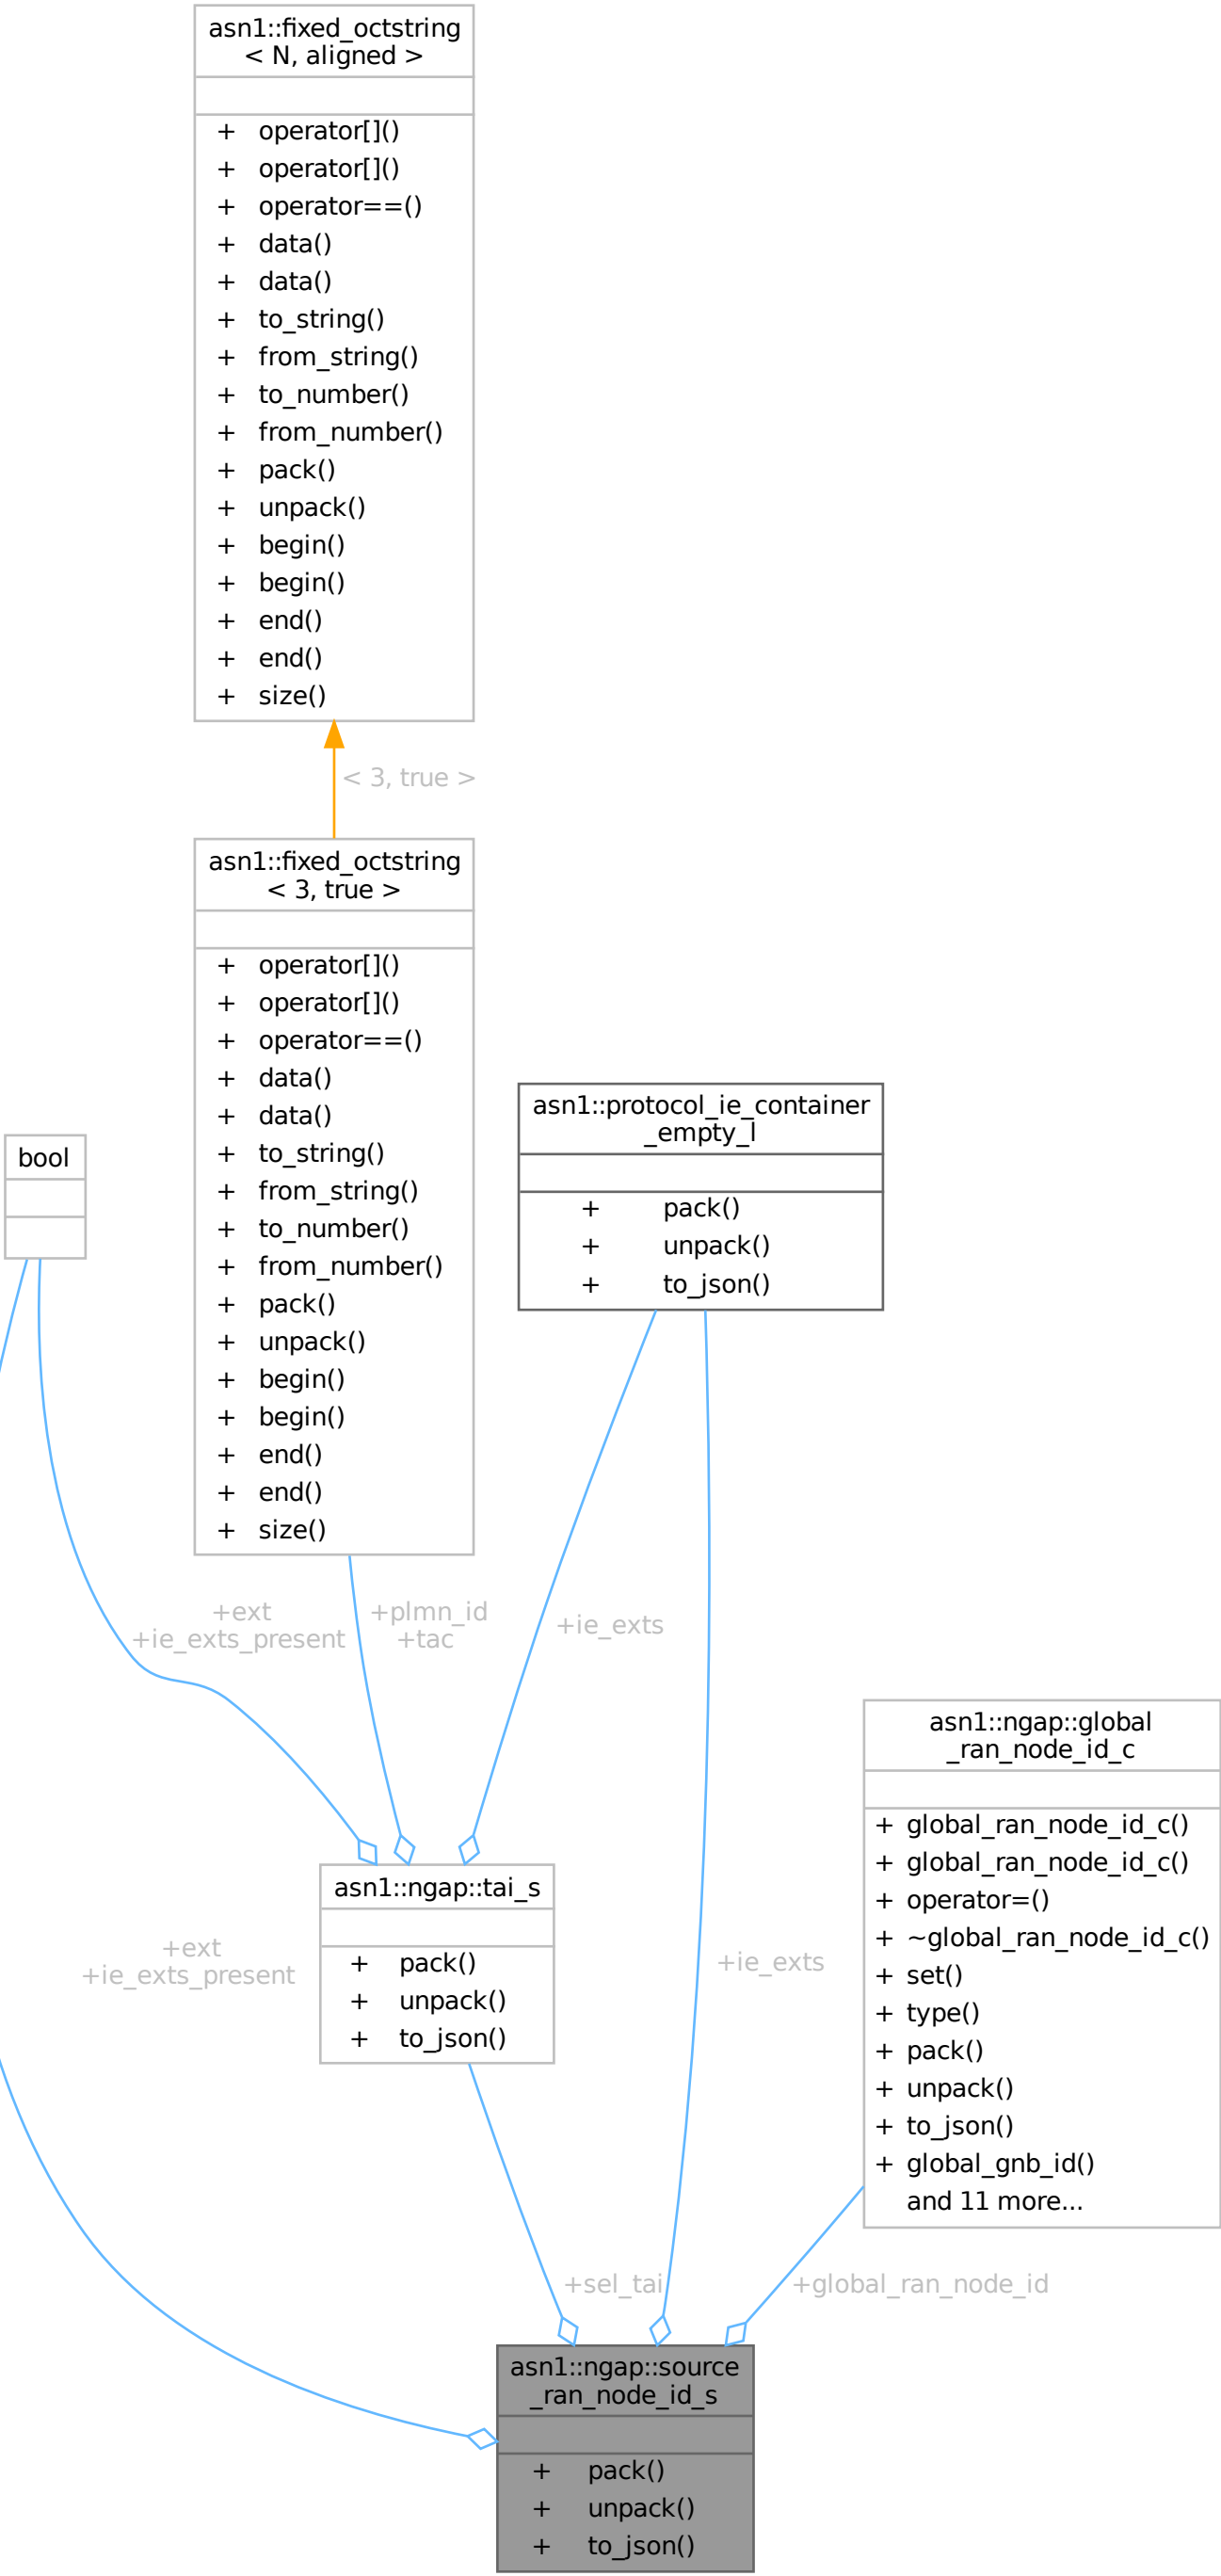 asn1::fixed_octstring
< N, aligned >
+ operator[]()
+ operator[]()
+ operator==()
+ data()
+ data()
+ to_string()
+ from_string()
+ to_number()
+ from_number()
+ pack()
+ unpack()
+ begin()
+ begin()
+ end()
+ end()
+ size()
< 3, true >
asn1::fixed_octstring
< 3, true >
+ operator[]()
+ operator[]()
+ operator==()
+ data()
+ data()
+ to_string()
+ from_string()
+ to_number()
+ from_number()
+ pack()
+ unpack()
+ begin()
+ begin()
+ end()
+ end()
+ size()
asn1::protocol_ie_container
_empty_l
+ pack()
+ unpack()
+ to_json()
bool
+ext
+ie_exts_present
+plmn_id
+tac
+ie_exts
asn1::ngap::global
_ran_node_id_c
+ global_ran_node_id_c()
+ global_ran_node_id_c()
+ operator=()
+ ~global_ran_node_id_c()
+ set()
+ type()
+ pack()
+ unpack()
+ to_json()
+ global_gnb_id()
and 11 more...
asn1::ngap::tai_s
+ pack()
+ unpack()
+ to_json()
+ext
+ie_exts_present
+ie_exts
+sel_tai
+global_ran_node_id
asn1::ngap::source
_ran_node_id_s
+ pack()
+ unpack()
+ to_json()